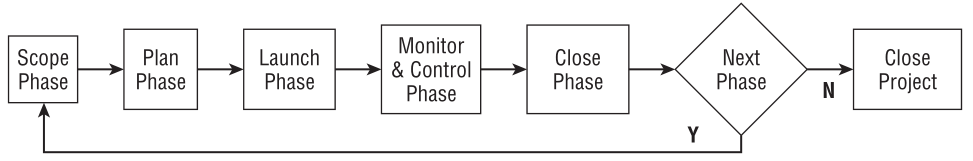 Scope
Phase
Plan
Phase
Launch
Phase
Monitor
& Control
Phase
Close
Phase
Next
Phase
N
Close
Project
Y